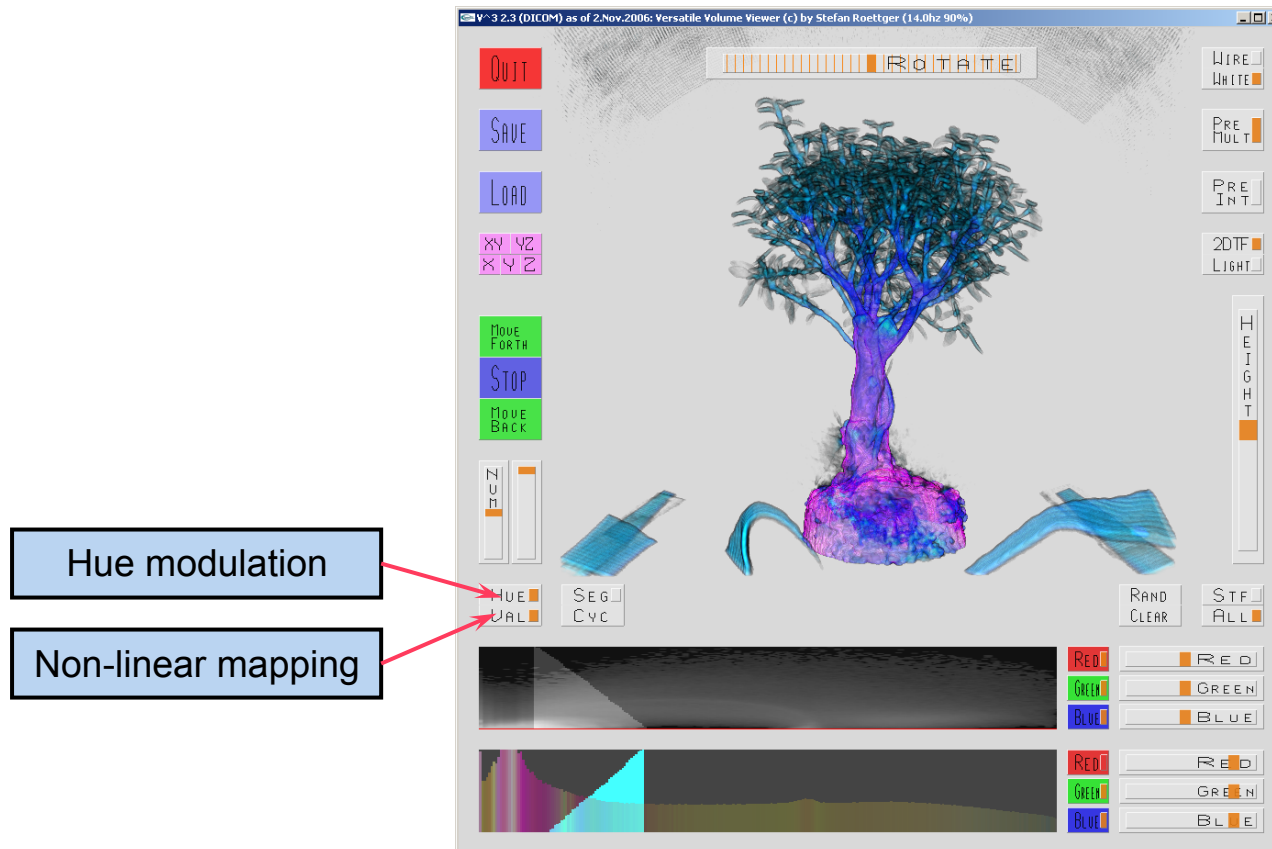 V^3 2.3 (DICOM) as of 2.Nov.2006: Versatile Volume Viewer (c) by Stefan Roettger (14.0hz 90%)
QUIT
ROTATE
WIRE
WHITE
SAVE
PRE
MULT
LOAD
PRE
INT
XY YZ
X Y Z
2DTF
LIGHT
MOVE
FORTH
STOP
MOVE
BACK
HEIGHT
NUM
Hue modulation
HUE
VAL
SEG
CYC
RAND
CLEAR
STF
ALL
Non-linear mapping
RED RED
GREEN GREEN
BLUE BLUE
RED RED
GREEN GREEN
BLUE BLUE